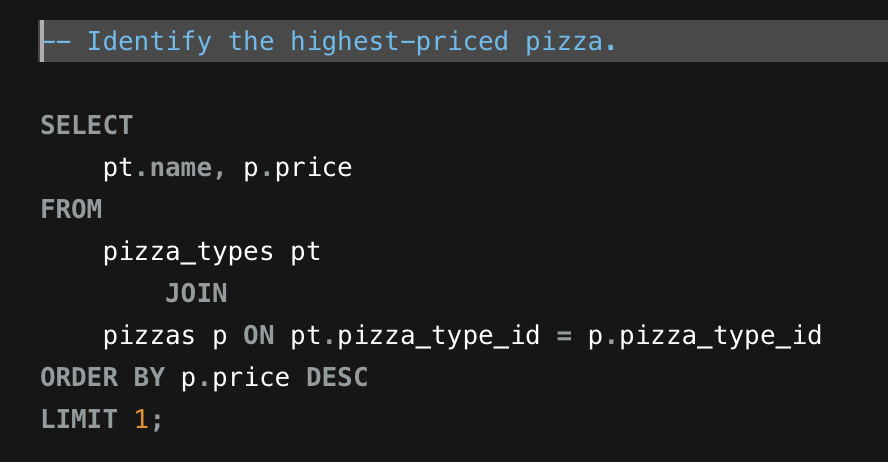 -- Identify the highest-priced pizza.
SELECT
pt.name, p.price
FROM
pizza_types pt
JOIN
pizzas p ON pt.pizza_type_id = p.pizza_type_id
ORDER BY p.price DESC
LIMIT 1;